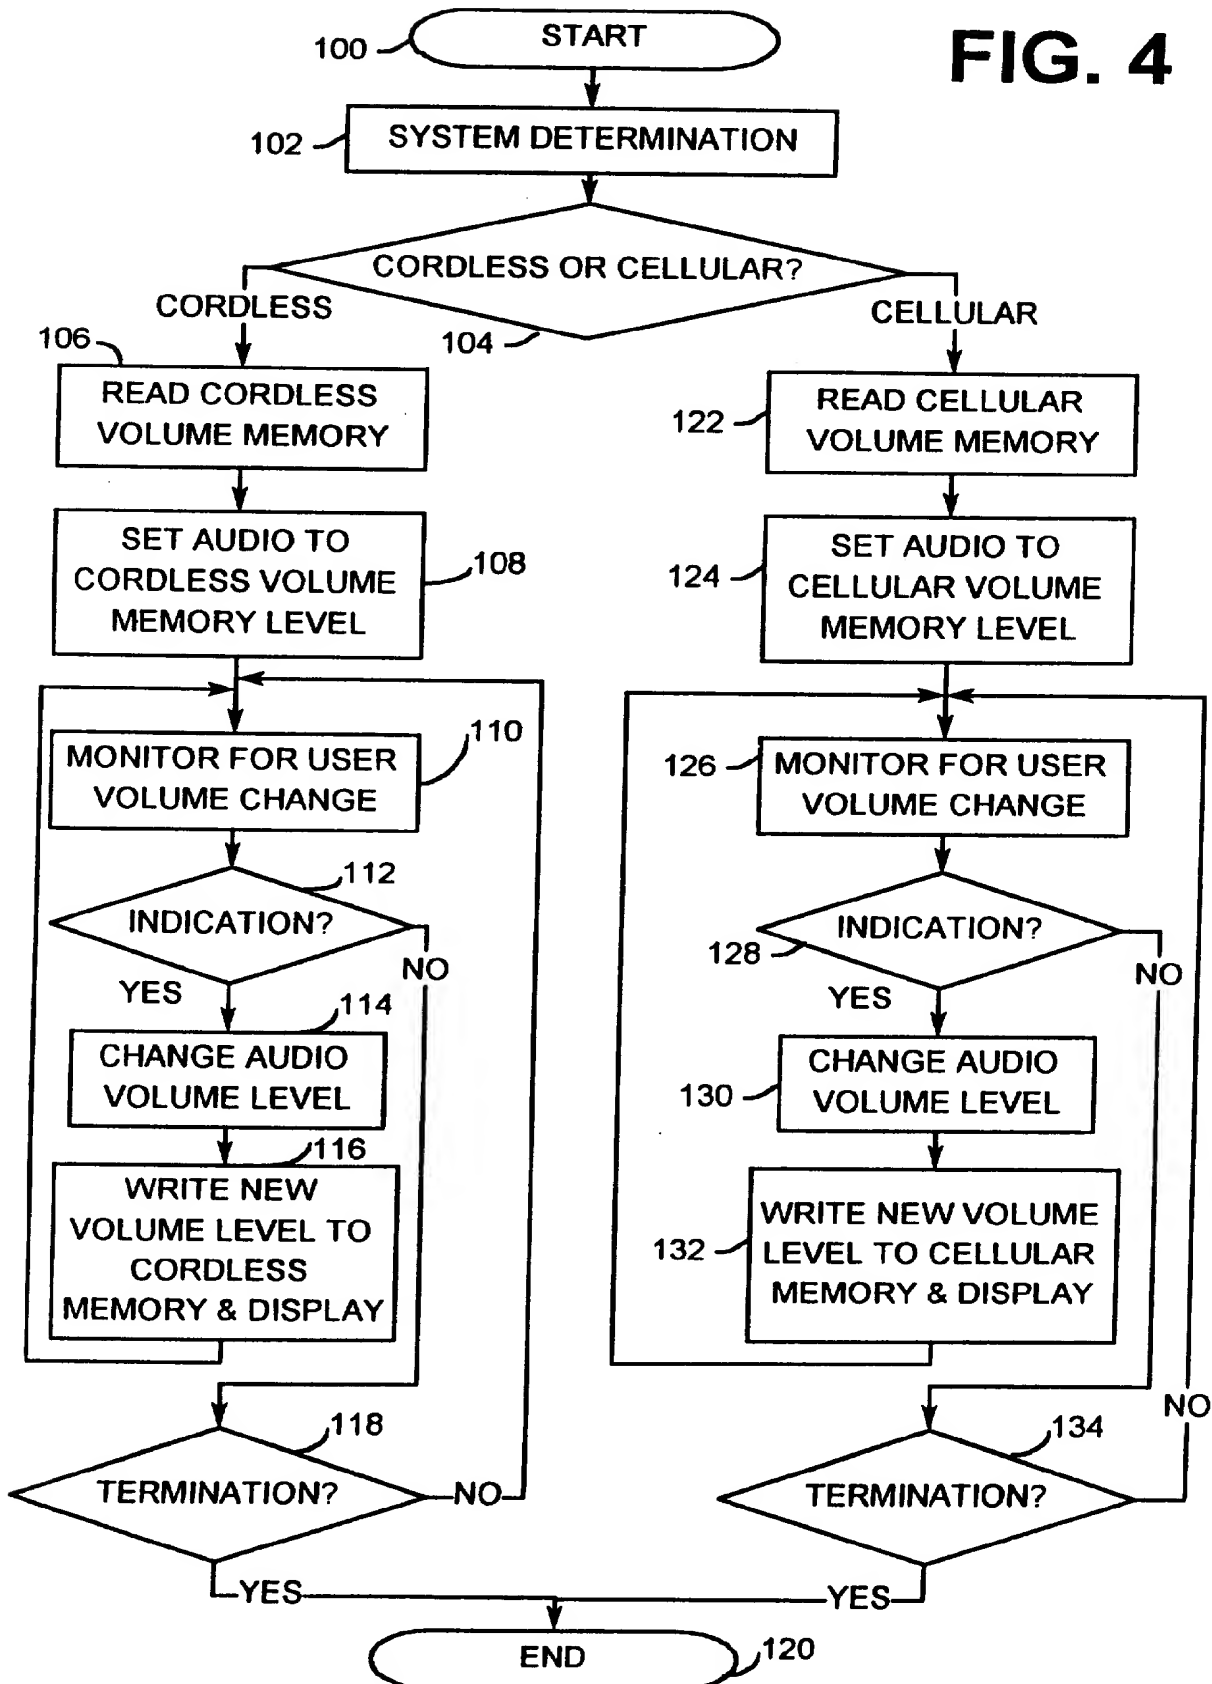 FIG. 4
100
START
102
SYSTEM DETERMINATION
CORDLESS OR CELLULAR?
104
CORDLESS
CELLULAR
106
READ CORDLESS
VOLUME MEMORY
108
SET AUDIO TO
CORDLESS VOLUME
MEMORY LEVEL
110
MONITOR FOR USER
VOLUME CHANGE
112
INDICATION?
NO
YES
114
CHANGE AUDIO
VOLUME LEVEL
116
WRITE NEW
VOLUME LEVEL TO
CORDLESS
MEMORY & DISPLAY
118
TERMINATION?
NO
YES
122
READ CELLULAR
VOLUME MEMORY
124
SET AUDIO TO
CELLULAR VOLUME
MEMORY LEVEL
126
MONITOR FOR USER
VOLUME CHANGE
INDICATION?
128
NO
YES
130
CHANGE AUDIO
VOLUME LEVEL
132
WRITE NEW VOLUME
LEVEL TO CELLULAR
MEMORY & DISPLAY
NO
134
TERMINATION?
YES
END
120